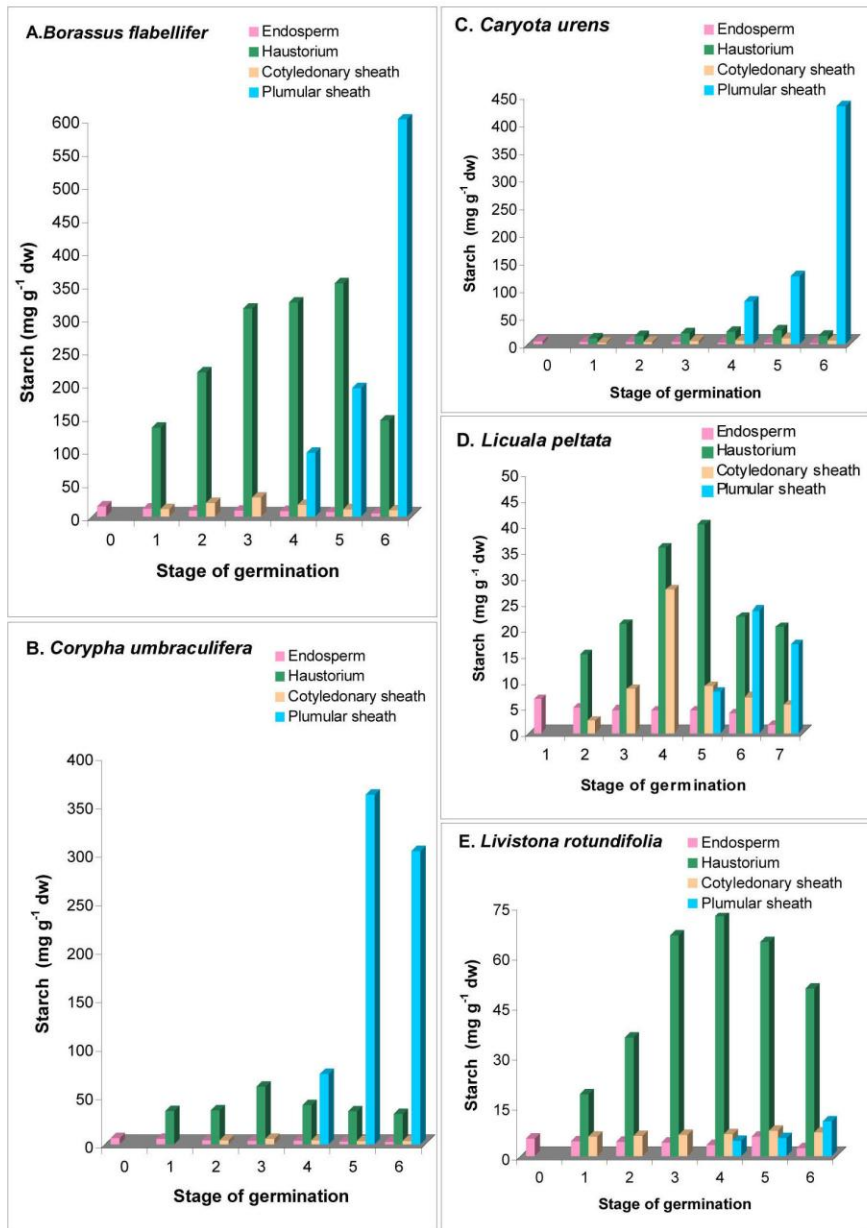 A.Borassus flabellifer
Endosperm
Haustorium
Cotyledonary sheath
Plumular sheath
Starch (mg g-1 dw)
600
550
500
450
400
350
300
250
200
150
100
50
0
0 1 2 3 4 5 6
Stage of germination
B. Corypha umbraculifera
Endosperm
Haustorium
Cotyledonary sheath
Plumular sheath
Starch (mg g-1 dw)
400
350
300
250
200
150
100
50
0
0 1 2 3 4 5 6
Stage of germination
C. Caryota urens
Endosperm
Haustorium
Cotyledonary sheath
Plumular sheath
Starch (mg g-1 dw)
450
400
350
300
250
200
150
100
50
0
0 1 2 3 4 5 6
Stage of germination
D. Licuala peltata
Endosperm
Haustorium
Cotyledonary sheath
Plumular sheath
Starch (mg g-1 dw)
50
45
40
35
30
25
20
15
10
5
0
1 2 3 4 5 6 7
Stage of germination
E. Livistona rotundifolia
Endosperm
Haustorium
Cotyledonary sheath
Plumular sheath
Starch (mg g-1 dw)
75
60
45
30
15
0
0 1 2 3 4 5 6
Stage of germination